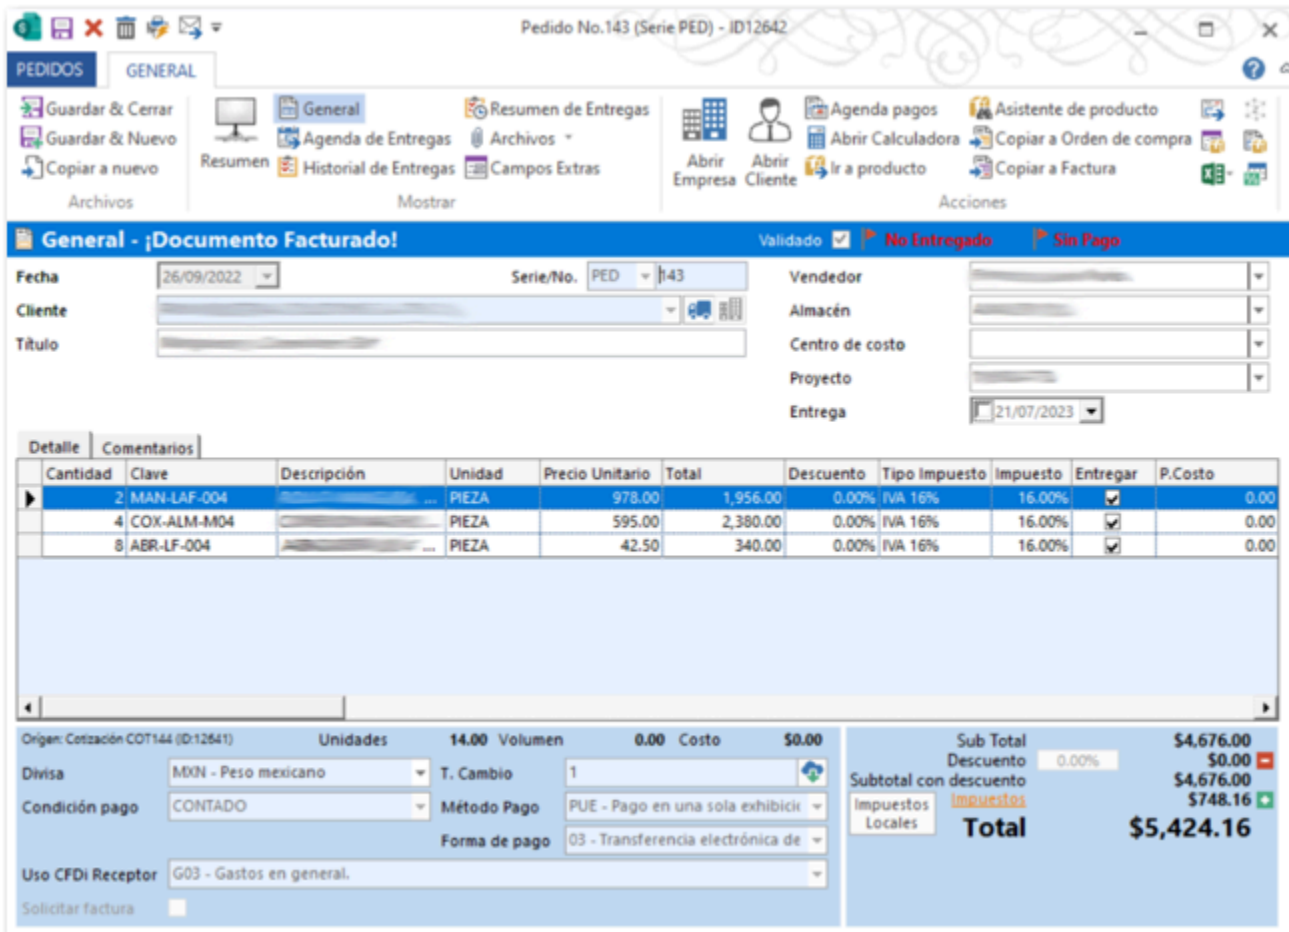 Pedido No.143 (Serie PED) - ID12642
PEDIDOS GENERAL
Guardar & Cerrar
Guardar & Nuevo
Copiar a nuevo
Archivos
Resumen
General
Agenda de Entregas
Historial de Entregas
Resumen de Entregas
Archivos
Campos Extras
Mostrar
Abrir Empresa
Abrir Cliente
Agenda pagos
Abrir Calculadora
Ir a producto
Asistente de producto
Copiar a Orden de compra
Copiar a Factura
Acciones
General - ¡Documento Facturado! Validado No Entregado Sin Pago
Fecha 26/09/2022 Serie/No. PED 143 Vendedor
Cliente Almacén
Título Centro de costo
Proyecto
Entrega 21/07/2023
Detalle Comentarios
Cantidad Clave Descripción Unidad Precio Unitario Total Descuento Tipo Impuesto Impuesto Entregar P.Costo
2 MAN-LAF-004 ... PIEZA 978.00 1,956.00 0.00% IVA 16% 16.00% 0.00
4 COX-ALM-M04 ... PIEZA 595.00 2,380.00 0.00% IVA 16% 16.00% 0.00
8 ABR-LF-004 ... PIEZA 42.50 340.00 0.00% IVA 16% 16.00% 0.00
Origen: Cotización COT144 (ID:12641) Unidades 14.00 Volumen 0.00 Costo $0.00
Divisa MXN - Peso mexicano T. Cambio 1
Condición pago CONTADO Método Pago PUE - Pago en una sola exhibició
Forma de pago 03 - Transferencia electrónica de
Uso CFDi Receptor G03 - Gastos en general.
Solicitar factura
Sub Total $4,676.00
Descuento 0.00% $0.00
Subtotal con descuento $4,676.00
Impuestos Locales
Impuestos $748.16
Total $5,424.16